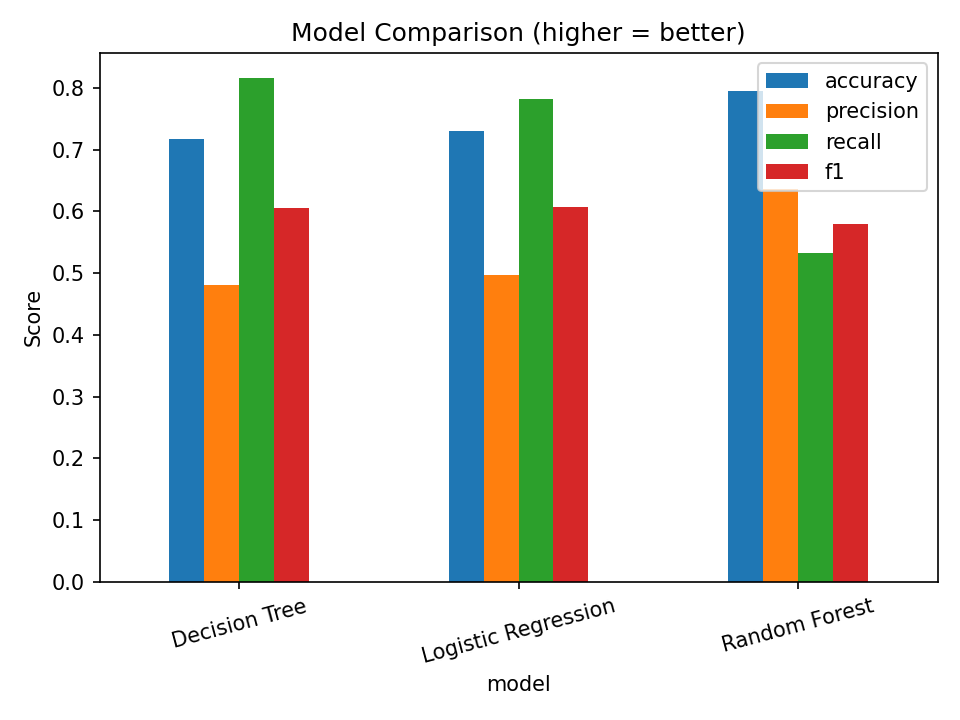 Model Comparison (higher = better)
accuracy
precision
recall
f1
Score
0.8
0.7
0.6
0.5
0.4
0.3
0.2
0.1
0.0
Decision Tree
Logistic Regression
Random Forest
model